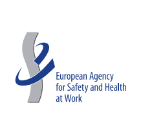 European Agency
for Safety and Health
at Work